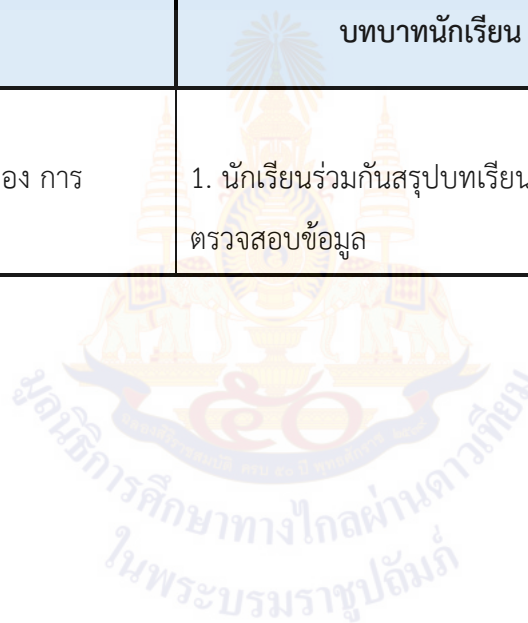 บทบาทนักเรียน
อง การ
1. นักเรียนร่วมกันสรุปบทเรียน
ตรวจสอบข้อมูล
๕๐
มูลนิธิการศึกษาทางไกลผ่านดาวเทียม
ในพระบรมราชูปถัมภ์